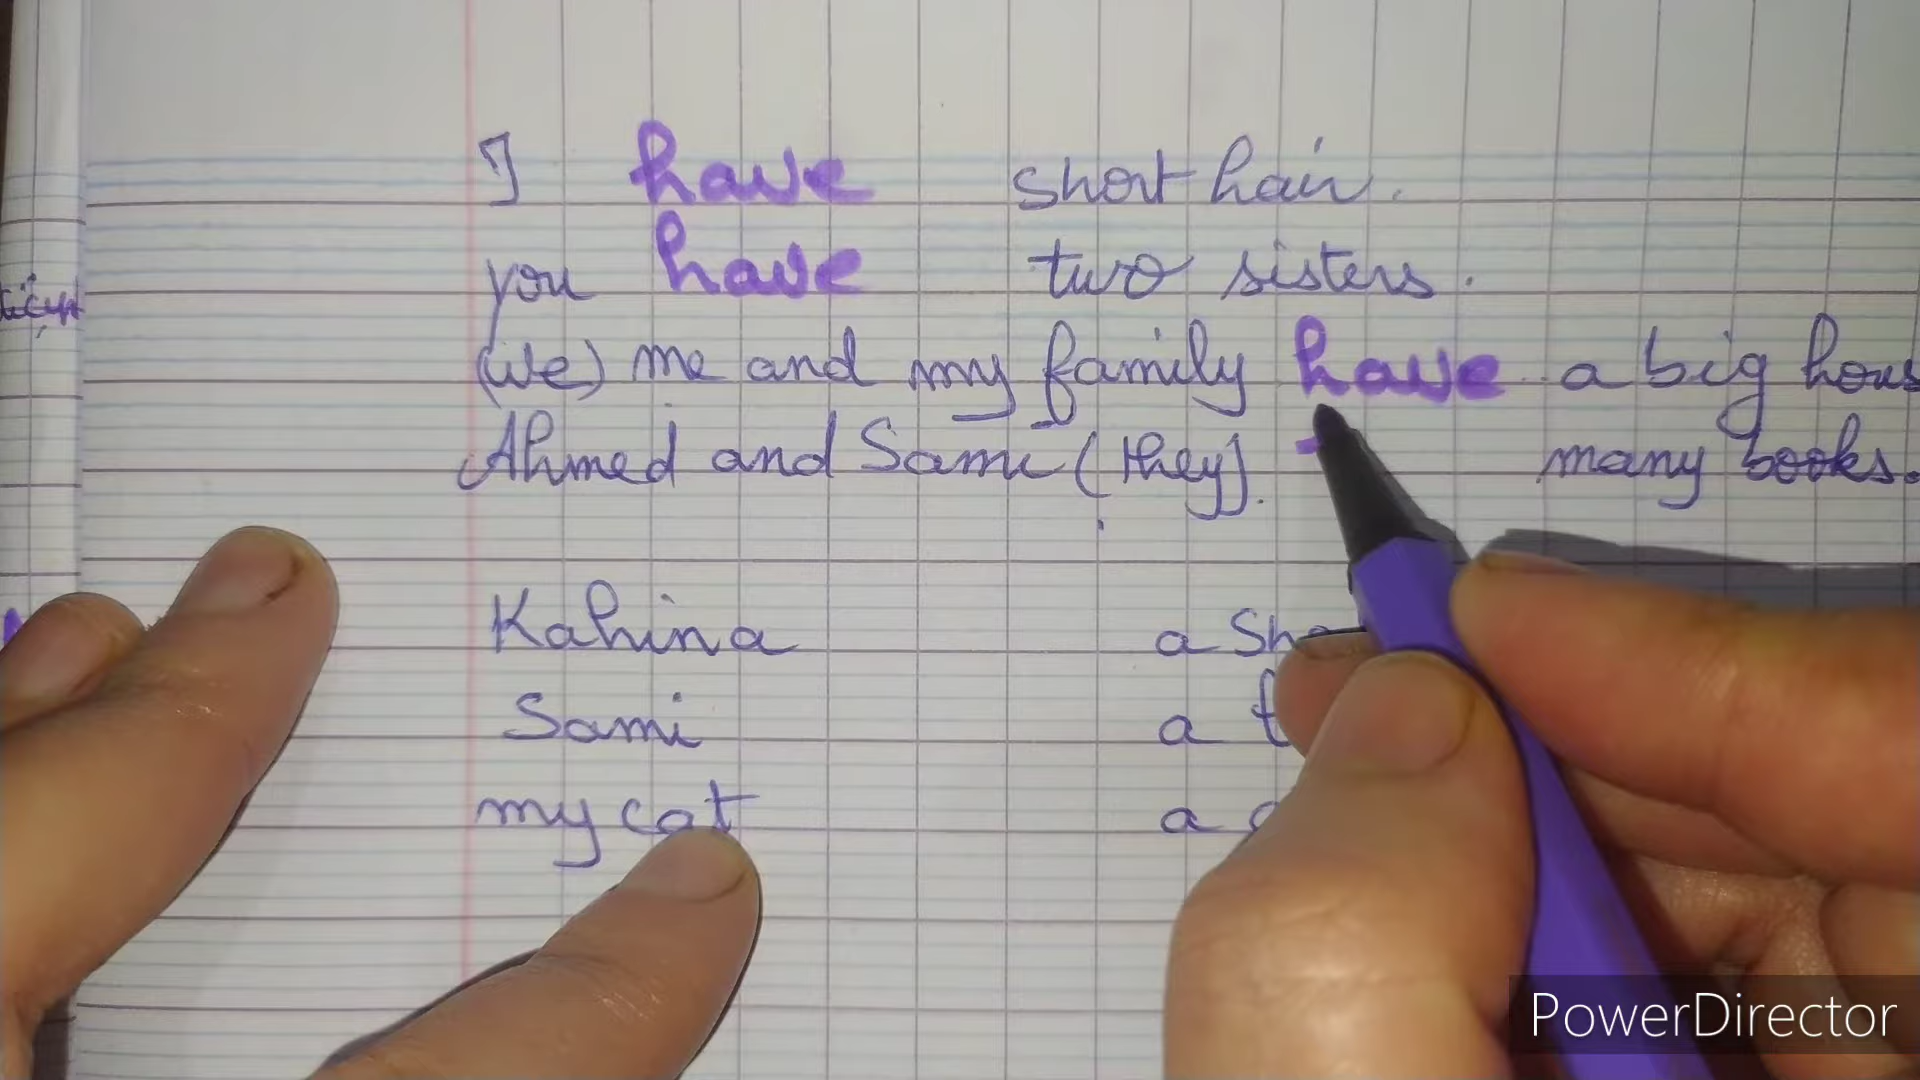 I have short hair.
you have two sisters.
(we) me and my family have a big hous
Ahmed and Sami (they). many books.
Kahina a Sho
Sami a t
my cat a
PowerDirector